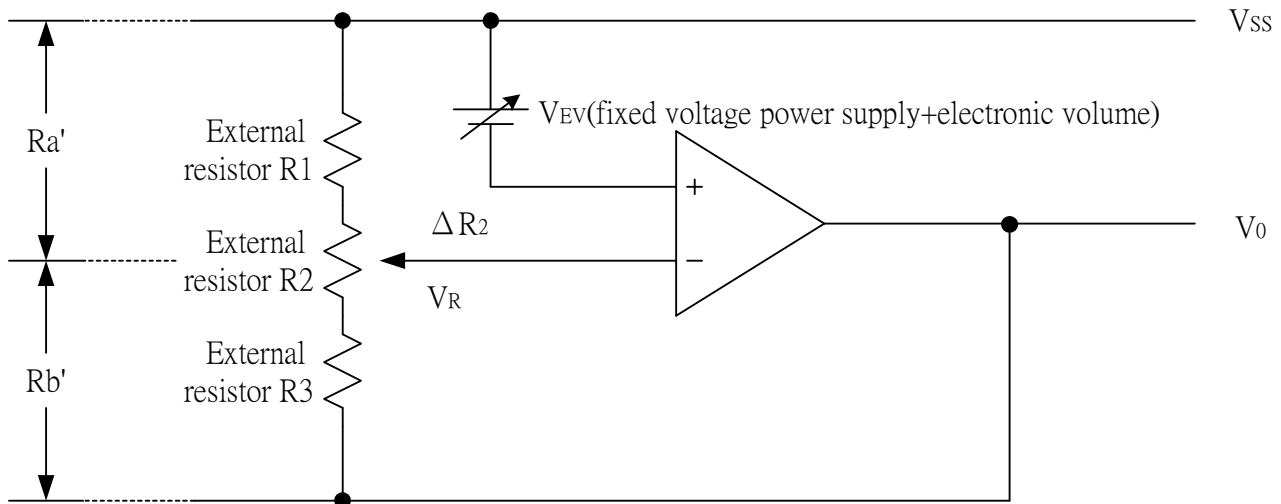 VSS
VEV(fixed voltage power supply+electronic volume)
Ra'
External
resistor R1
+
ΔR2
V0
External
resistor R2
−
VR
External
resistor R3
Rb'